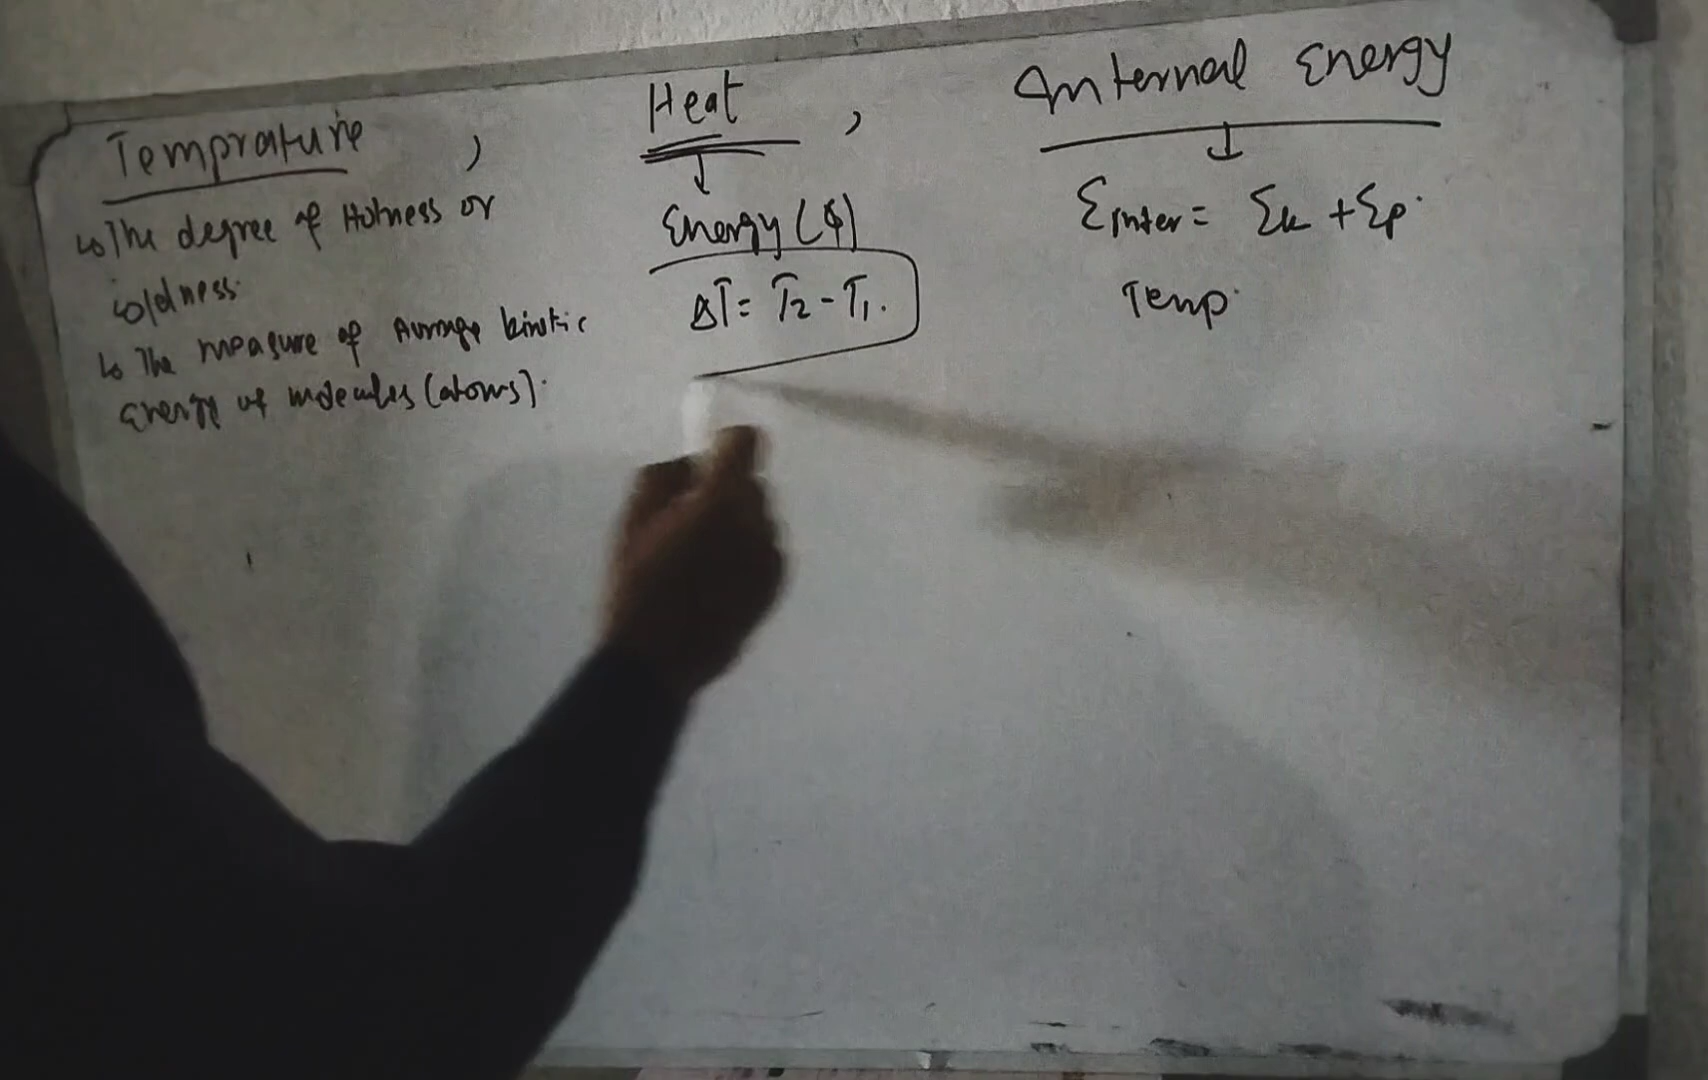 Temprature , Heat , Internal Energy
↳ The degree of Hotness or
coldness.
↳ The measure of Average kinetic
Energy of molecules (atoms).
↓
Energy ($)
ΔT = T2 - T1.
↓
Einter = Ek + Ep.
Temp.